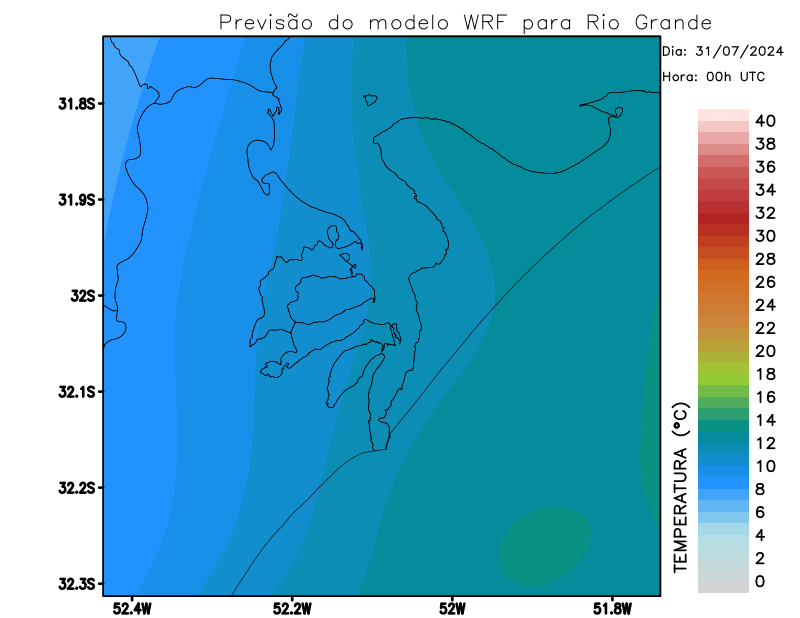 Previsão do modelo WRF para Rio Grande
Dia: 31/07/2024
Hora: 00h UTC
31.8S
31.9S
32S
32.1S
32.2S
32.3S
52.4W
52.2W
52W
51.8W
TEMPERATURA (°C)
40
38
36
34
32
30
28
26
24
22
20
18
16
14
12
10
8
6
4
2
0